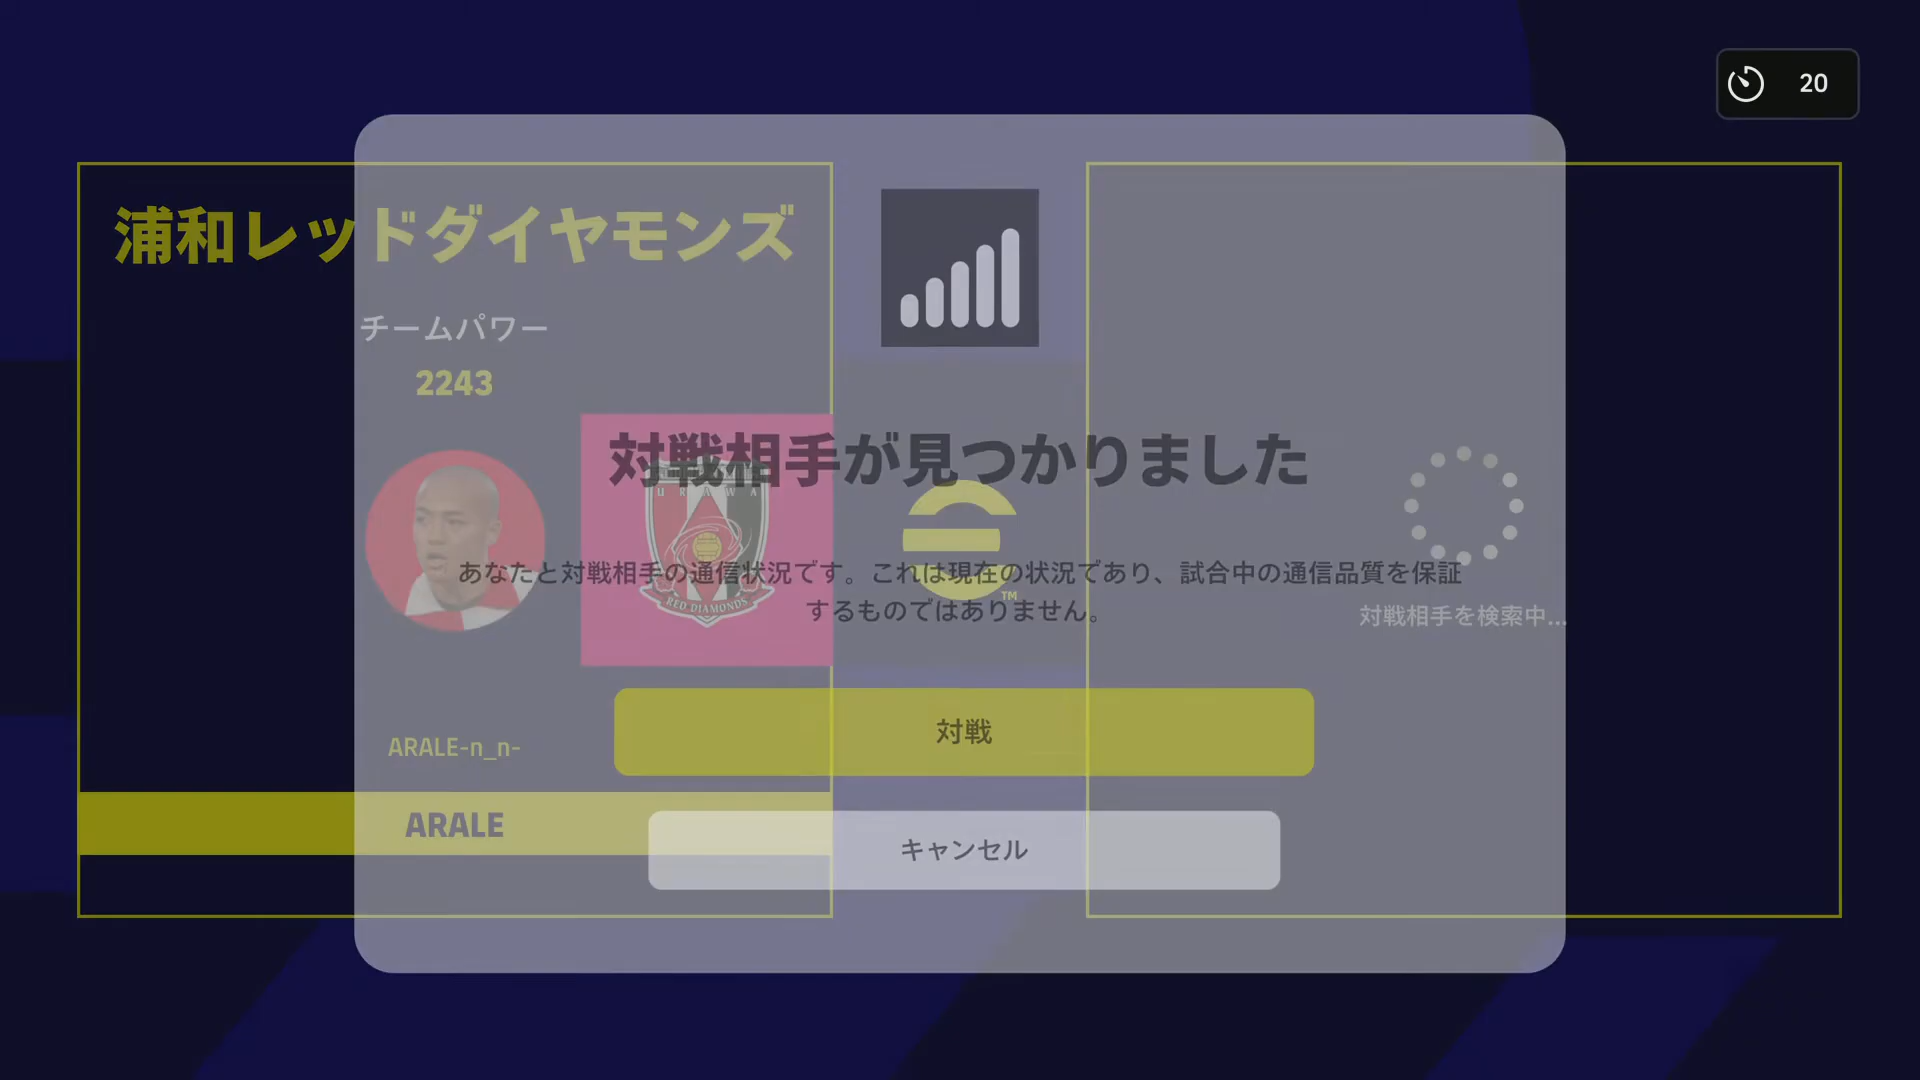 20
浦和レッドダイヤモンズ
チームパワー
2243
対戦相手が見つかりました
URAWA
RED DIAMONDS
TM
あなたと対戦相手の通信状況です。これは現在の状況であり、試合中の通信品質を保証
するものではありません。
対戦相手を検索中...
対戦
ARALE-n_n-
ARALE
キャンセル